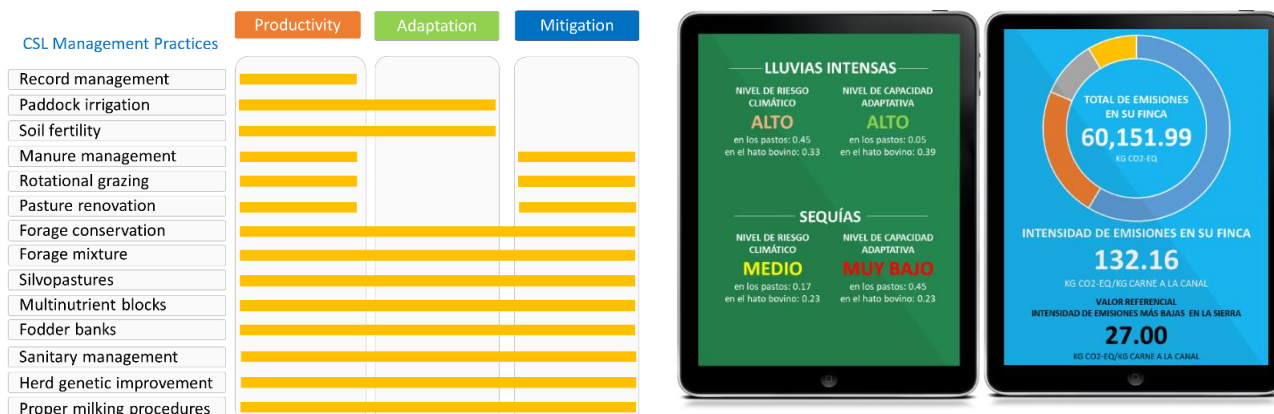 Productivity
Adaptation
Mitigation
CSL Management Practices
Record management
Paddock irrigation
Soil fertility
Manure management
Rotational grazing
Pasture renovation
Forage conservation
Forage mixture
Silvopastures
Multinutrient blocks
Fodder banks
Sanitary management
Herd genetic improvement
Proper milking procedures
LLUVIAS INTENSAS
NIVEL DE RIESGO
CLIMÁTICO
ALTO
en los pastos: 0.45
en el hato bovino: 0.33
NIVEL DE CAPACIDAD
ADAPTATIVA
ALTO
en los pastos: 0.05
en el hato bovino: 0.39
SEQUÍAS
NIVEL DE RIESGO
CLIMÁTICO
MEDIO
en los pastos: 0.17
en el hato bovino: 0.23
NIVEL DE CAPACIDAD
ADAPTATIVA
MUY BAJO
en los pastos: 0.45
en el hato bovino: 0.23
TOTAL DE EMISIONES
EN SU FINCA
60,151.99
KG CO2-EQ
INTENSIDAD DE EMISIONES EN SU FINCA
132.16
KG CO2-EQ/KG CARNE A LA CANAL
VALOR REFERENCIAL
INTENSIDAD DE EMISIONES MÁS BAJAS EN LA SIERRA
27.00
KG CO2-EQ/KG CARNE A LA CANAL